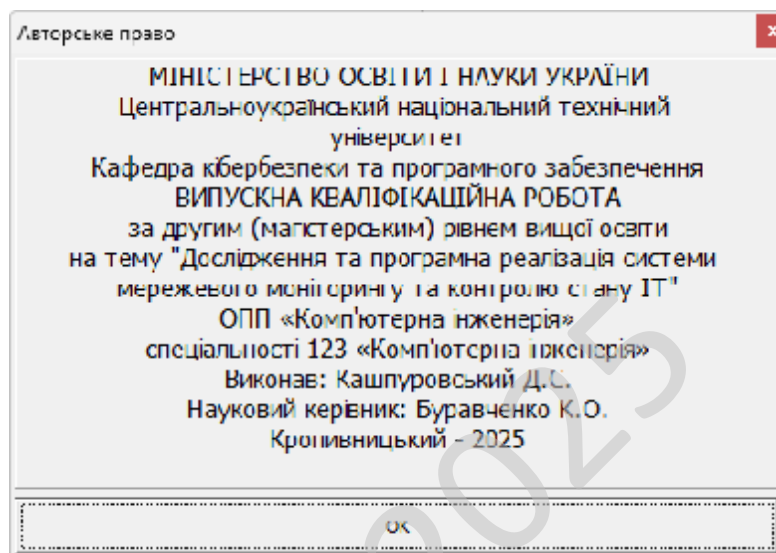 Авторське право
МІНІСТЕРСТВО ОСВІТИ І НАУКИ УКРАЇНИ
Центральноукраїнський національний технічний
університет
Кафедра кібербезпеки та програмного забезпечення
ВИПУСКНА КВАЛІФІКАЦІЙНА РОБОТА
за другим (магістерським) рівнем вищої освіти
на тему "Дослідження та програмна реалізація системи
мережевого моніторингу та контролю стану IT"
ОПП «Комп'ютерна інженерія»
спеціальності 123 «Комп'ютерна інженерія»
Виконав: Кашпуровський Д.С.
Науковий керівник: Буравченко К.О.
Кропивницький - 2025
OK
2025